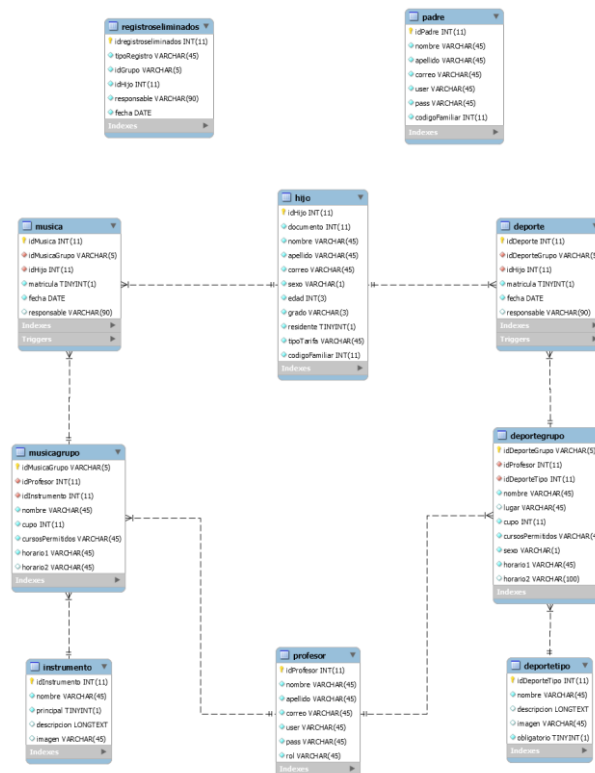 registroseliminados
idregistroseliminados INT(11)
tipoRegistro VARCHAR(45)
idGrupo VARCHAR(5)
idHijo INT(11)
responsable VARCHAR(90)
fecha DATE
Indexes
padre
idPadre INT(11)
nombre VARCHAR(45)
apellido VARCHAR(45)
correo VARCHAR(45)
user VARCHAR(45)
pass VARCHAR(45)
codigoFamiliar INT(11)
Indexes
musica
idMusica INT(11)
idMusicaGrupo VARCHAR(5)
idHijo INT(11)
matricula TINYINT(1)
fecha DATE
responsable VARCHAR(90)
Indexes
Triggers
hijo
idHijo INT(11)
documento INT(11)
nombre VARCHAR(45)
apellido VARCHAR(45)
correo VARCHAR(45)
sexo VARCHAR(1)
edad INT(3)
grado VARCHAR(3)
residente TINYINT(1)
tipoTarifa VARCHAR(45)
codigoFamiliar INT(11)
Indexes
deporte
idDeporte INT(11)
idDeporteGrupo VARCHAR(5)
idHijo INT(11)
matricula TINYINT(1)
fecha DATE
responsable VARCHAR(90)
Indexes
Triggers
musicagrupo
idMusicaGrupo VARCHAR(5)
idProfesor INT(11)
idInstrumento INT(11)
nombre VARCHAR(45)
cupo INT(11)
cursosPermitidos VARCHAR(45)
horario1 VARCHAR(45)
horario2 VARCHAR(45)
Indexes
deportegrupo
idDeporteGrupo VARCHAR(5)
idProfesor INT(11)
idDeporteTipo INT(11)
nombre VARCHAR(45)
lugar VARCHAR(45)
cupo INT(11)
cursosPermitidos VARCHAR(4
sexo VARCHAR(1)
horario1 VARCHAR(45)
horario2 VARCHAR(100)
Indexes
instrumento
idInstrumento INT(11)
nombre VARCHAR(45)
principal TINYINT(1)
descripcion LONGTEXT
imagen VARCHAR(45)
Indexes
profesor
idProfesor INT(11)
nombre VARCHAR(45)
apellido VARCHAR(45)
correo VARCHAR(45)
user VARCHAR(45)
pass VARCHAR(45)
rol VARCHAR(45)
Indexes
deportetipo
idDeporteTipo INT(11)
nombre VARCHAR(45)
descripcion LONGTEXT
imagen VARCHAR(45)
obligatorio TINYINT(1)
Indexes